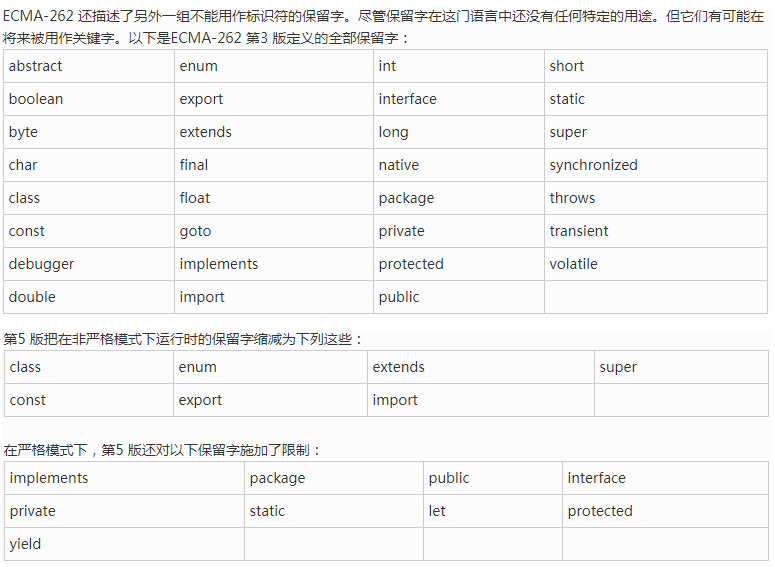 ECMA-262 还描述了另外一组不能用作标识符的保留字。尽管保留字在这门语言中还没有任何特定的用途。但它们有可能在
将来被用作关键字。以下是ECMA-262 第3 版定义的全部保留字：
abstract enum int short
boolean export interface static
byte extends long super
char final native synchronized
class float package throws
const goto private transient
debugger implements protected volatile
double import public
第5 版把在非严格模式下运行时的保留字缩减为下列这些：
class enum extends super
const export import
在严格模式下，第5 版还对以下保留字施加了限制：
implements package public interface
private static let protected
yield